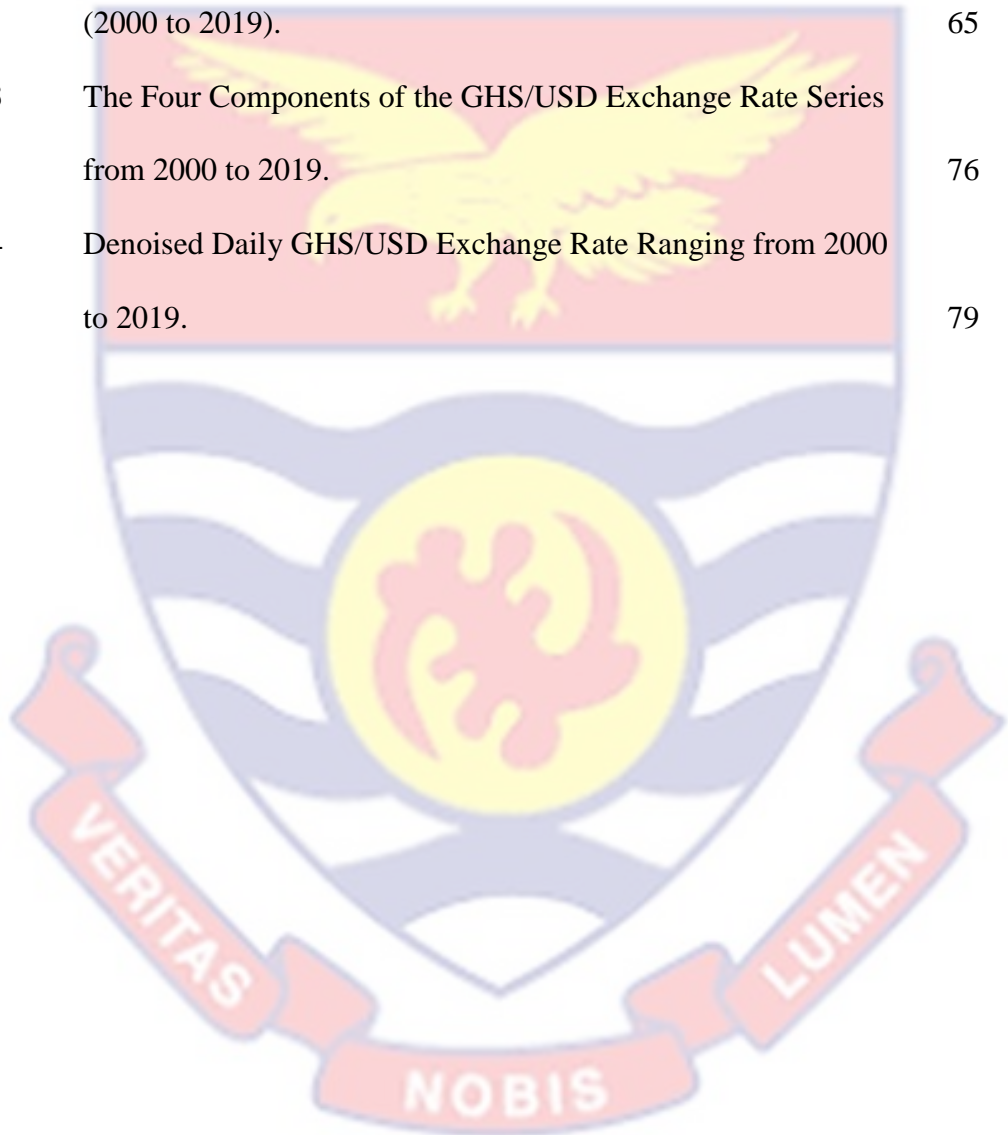 (2000 to 2019). 65
The Four Components of the GHS/USD Exchange Rate Series
from 2000 to 2019. 76
Denoised Daily GHS/USD Exchange Rate Ranging from 2000
to 2019. 79
VERITAS
NOBIS
LUMEN